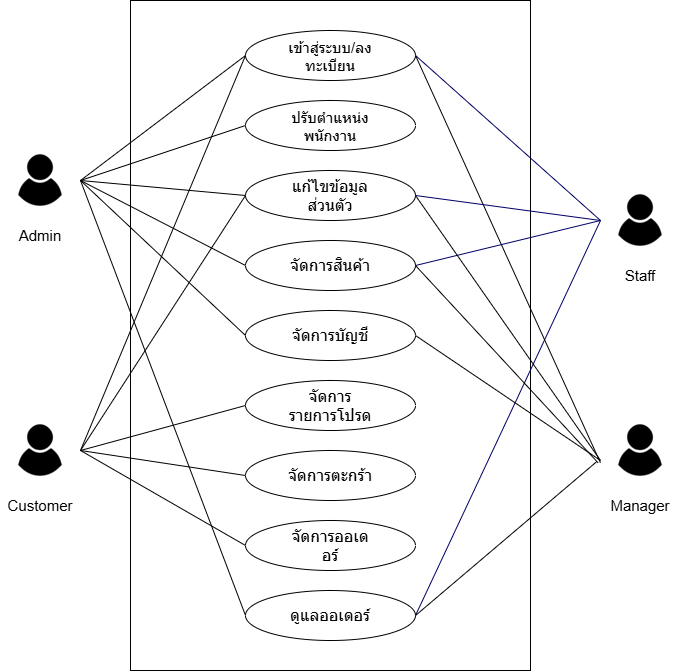 เข้าสู่ระบบ/ลง
ทะเบียน
ปรับตำแหน่ง
พนักงาน
แก้ไขข้อมูล
ส่วนตัว
Admin
จัดการสินค้า
Staff
จัดการบัญชี
จัดการ
รายการโปรด
จัดการตะกร้า
Customer
Manager
จัดการออเด
อร์
ดูแลออเดอร์